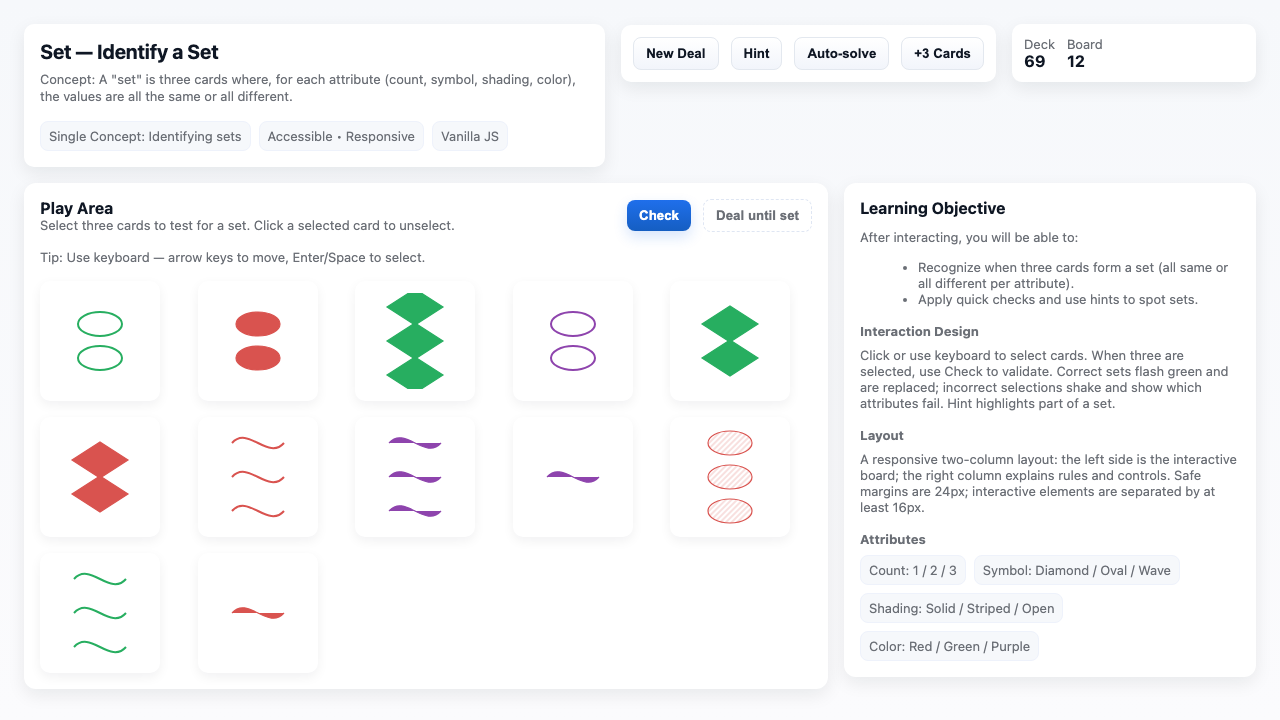 Set — Identify a Set
Concept: A "set" is three cards where, for each attribute (count, symbol, shading, color),
the values are all the same or all different.
Single Concept: Identifying sets
Accessible • Responsive
Vanilla JS
New Deal
Hint
Auto-solve
+3 Cards
Deck
69
Board
12
Play Area
Select three cards to test for a set. Click a selected card to unselect.
Check
Deal until set
Tip: Use keyboard — arrow keys to move, Enter/Space to select.
Learning Objective
After interacting, you will be able to:
• Recognize when three cards form a set (all same or
all different per attribute).
• Apply quick checks and use hints to spot sets.
Interaction Design
Click or use keyboard to select cards. When three are
selected, use Check to validate. Correct sets flash green and
are replaced; incorrect selections shake and show which
attributes fail. Hint highlights part of a set.
Layout
A responsive two-column layout: the left side is the interactive
board; the right column explains rules and controls. Safe
margins are 24px; interactive elements are separated by at
least 16px.
Attributes
Count: 1 / 2 / 3
Symbol: Diamond / Oval / Wave
Shading: Solid / Striped / Open
Color: Red / Green / Purple